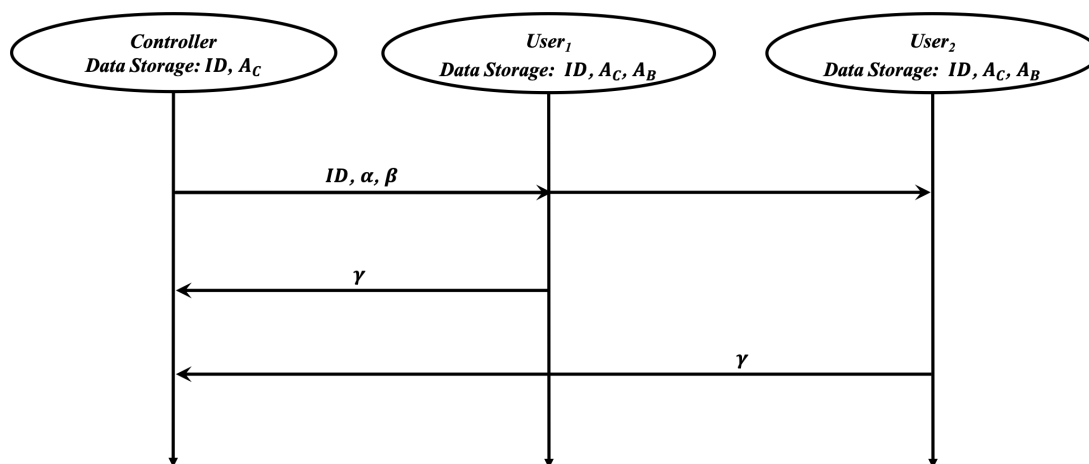 Controller
Data Storage: ID, A_C
User_1
Data Storage: ID, A_C, A_B
User_2
Data Storage: ID, A_C, A_B
ID, α, β
γ
γ